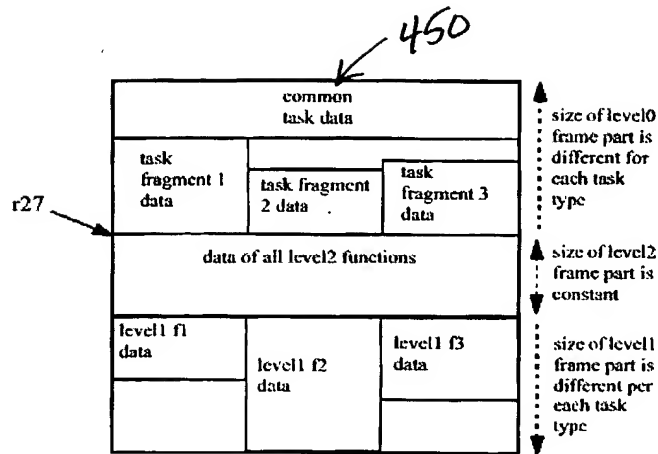 450
common
task data
size of level0
frame part is
different for
each task
type
task
fragment 1
data
task fragment
2 data
task
fragment 3
data
r27
data of all level2 functions
size of level2
frame part is
constant
level1 f1
data
level1 f2
data
level1 f3
data
size of level1
frame part is
different per
each task
type